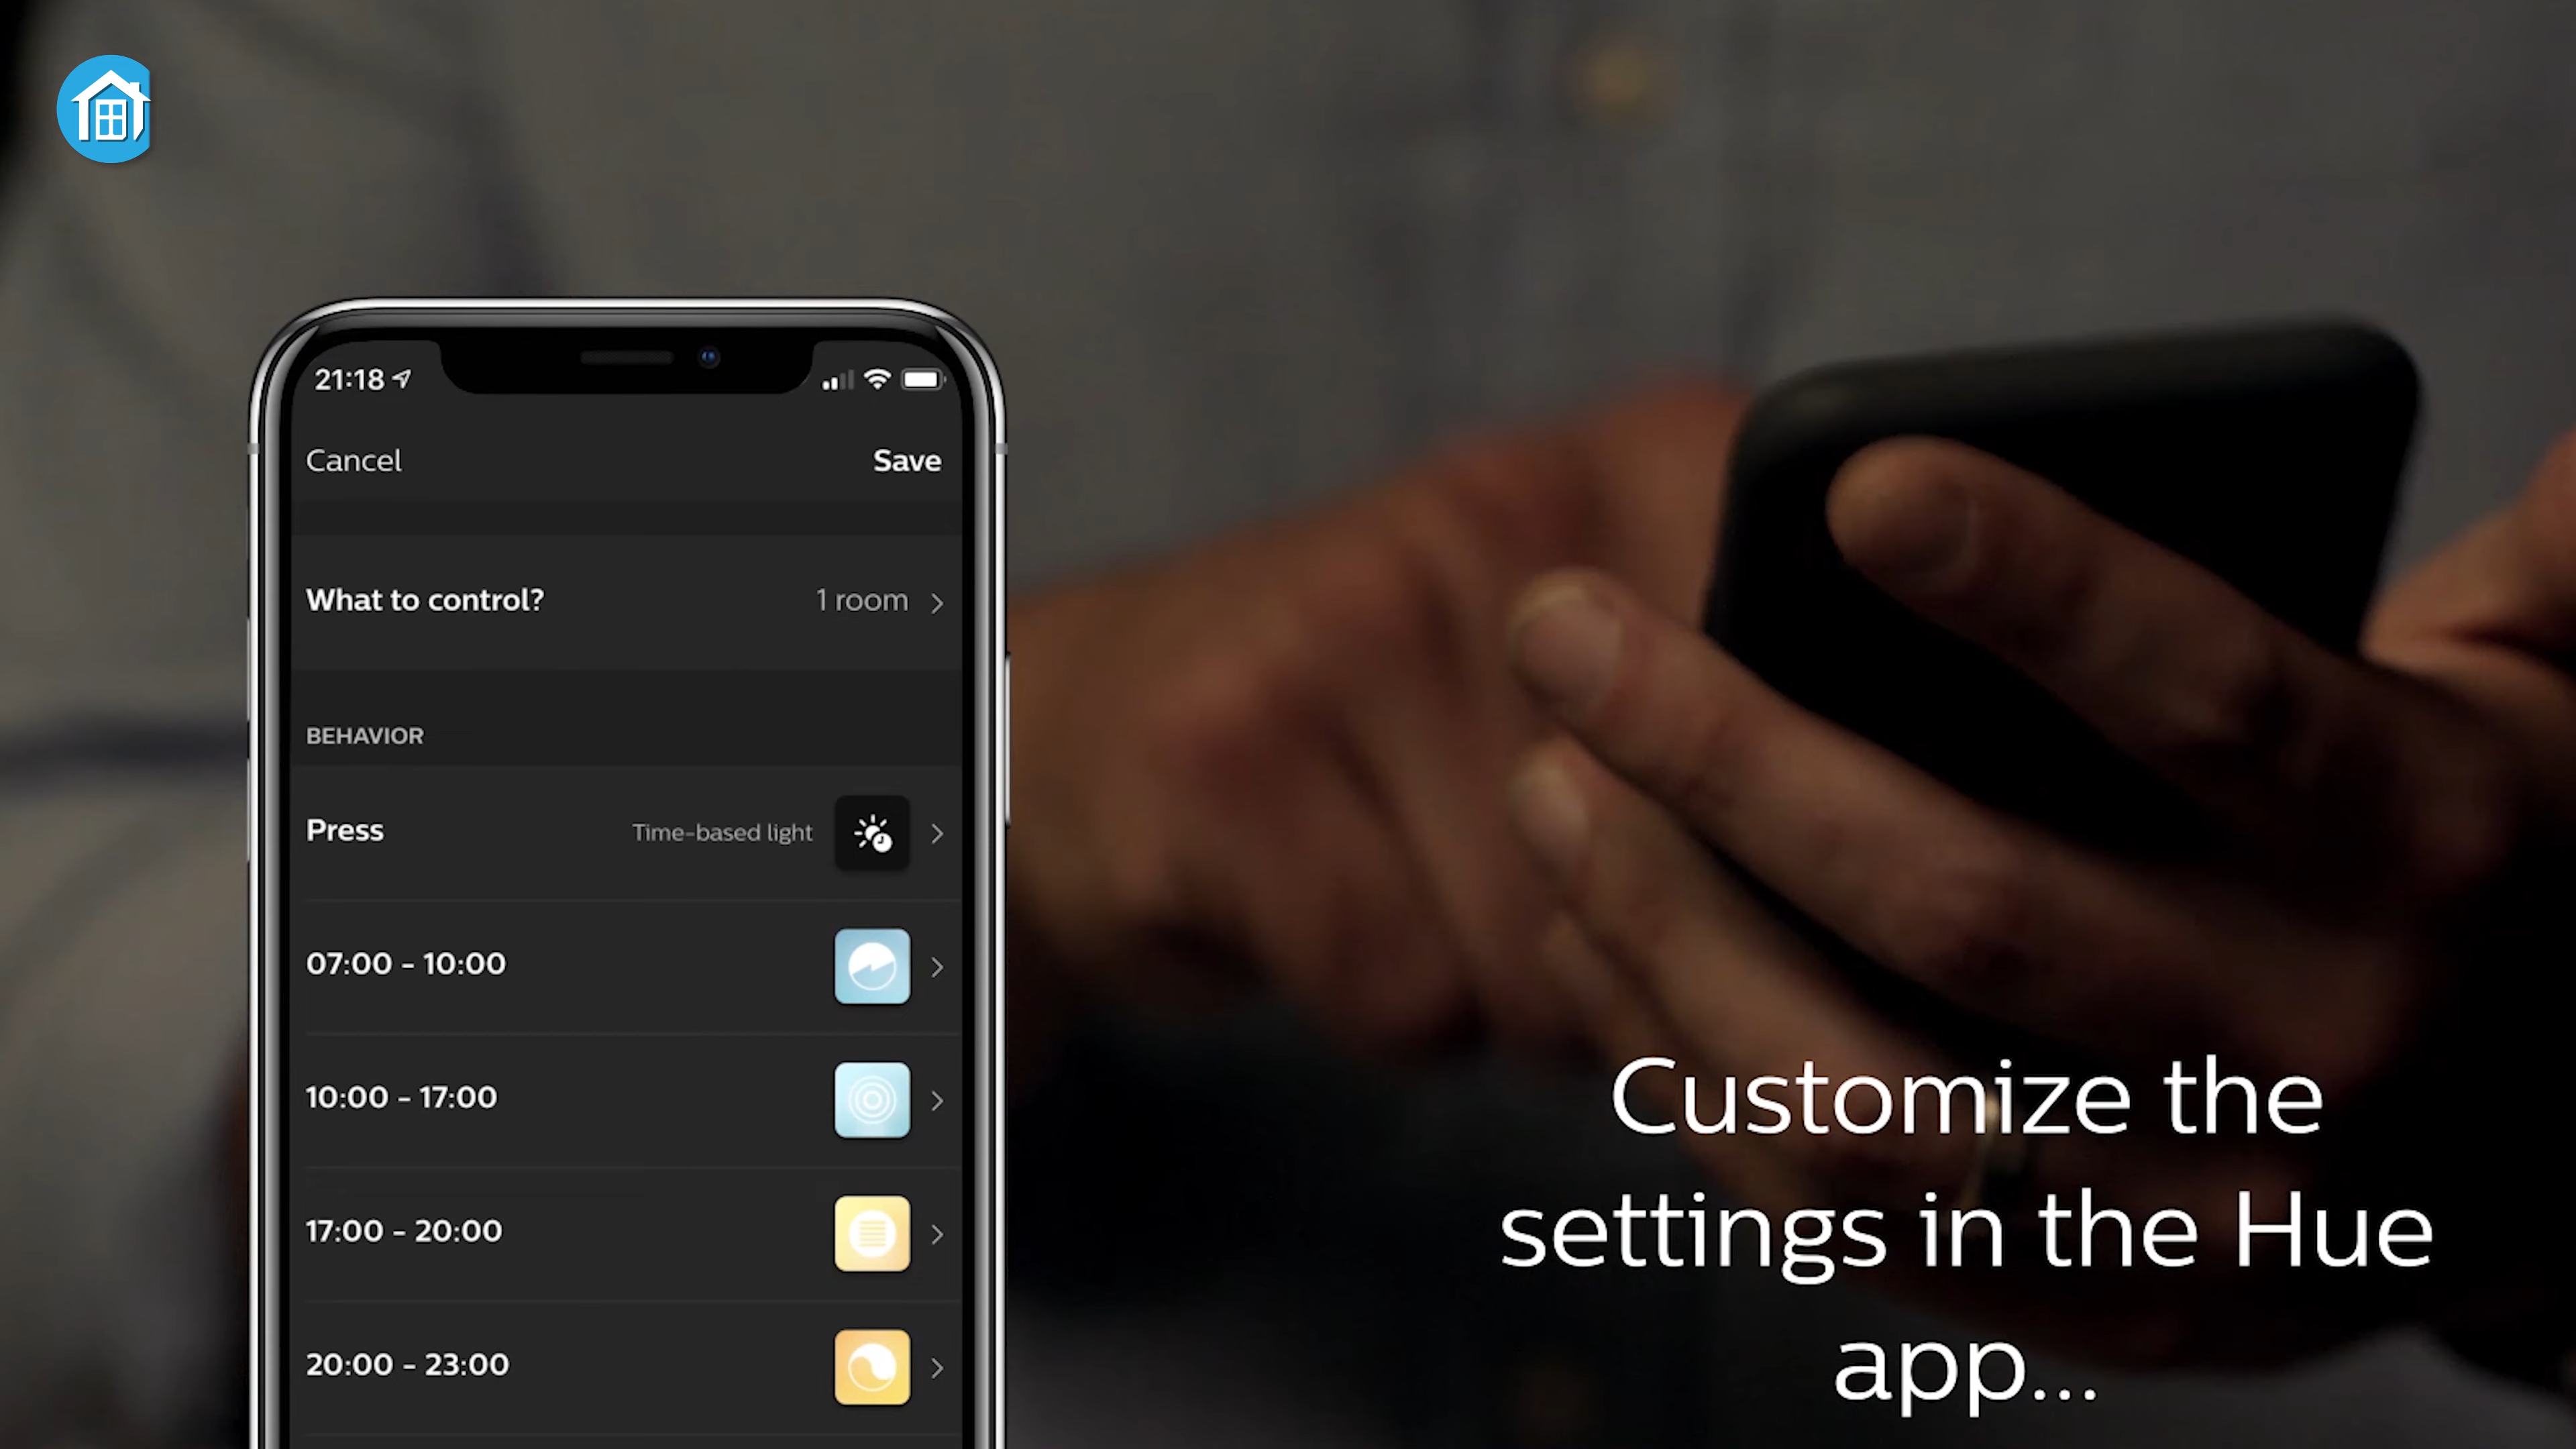 21:18
Cancel Save
What to control? 1 room
BEHAVIOR
Press Time-based light
07:00 - 10:00
10:00 - 17:00
17:00 - 20:00
20:00 - 23:00
Customize the
settings in the Hue
app...